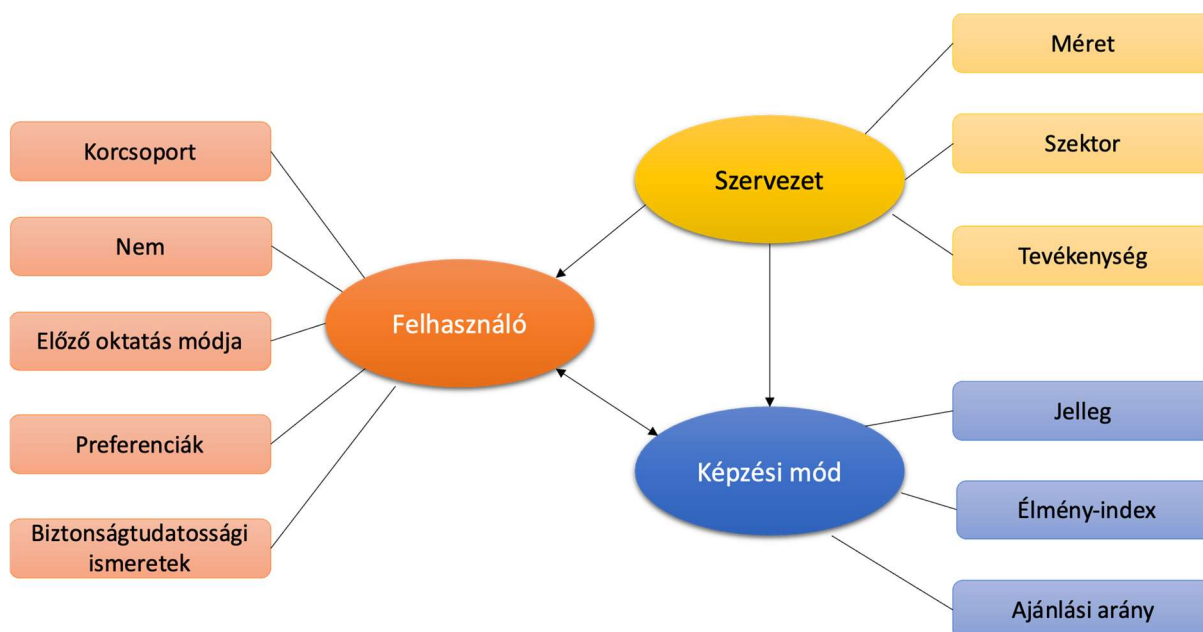 Méret
Szektor
Tevékenység
Szervezet
Korcsoport
Nem
Előző oktatás módja
Preferenciák
Biztonságtudatossági
ismeretek
Felhasználó
Képzési mód
Jelleg
Élmény-index
Ajánlási arány